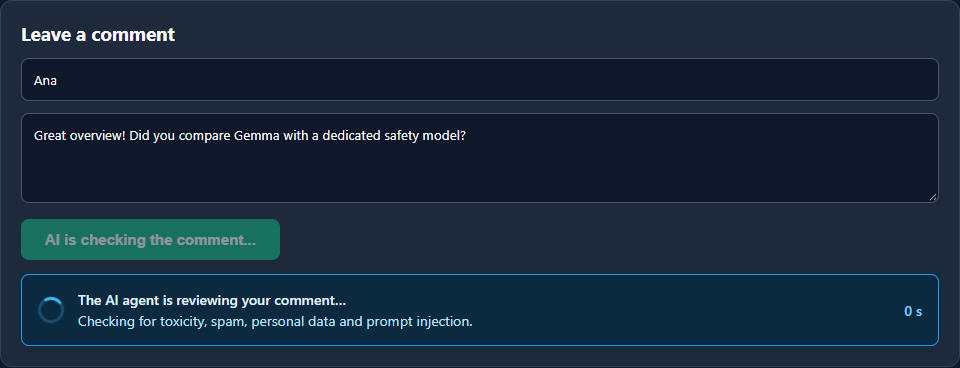 Leave a comment
Ana
Great overview! Did you compare Gemma with a dedicated safety model?
AI is checking the comment...
The AI agent is reviewing your comment...
Checking for toxicity, spam, personal data and prompt injection.
0 s